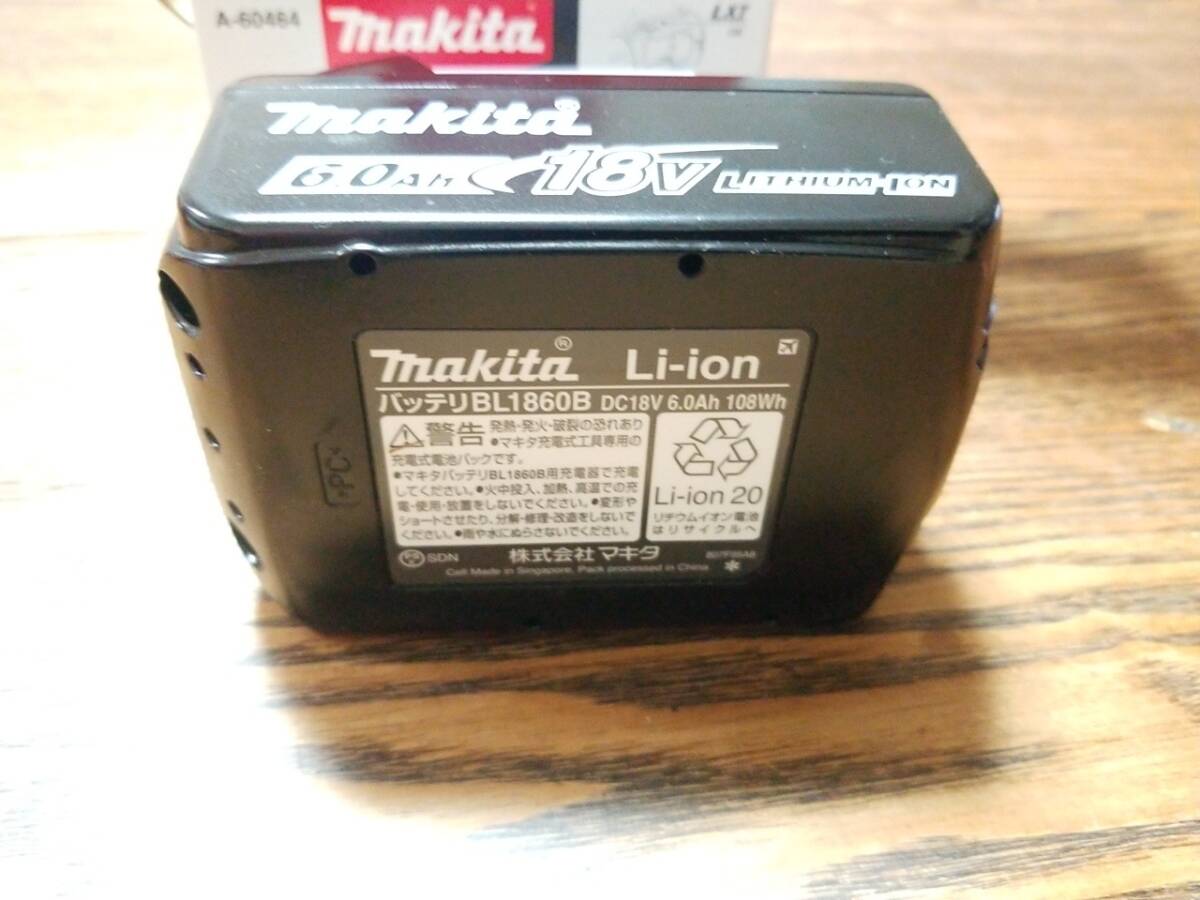 A-60464
makita
LXT
makita
6.0Ah 18V LITHIUM-ION
makita® Li-ion
バッテリBL1860B DC18V 6.0Ah 108Wh
警告 発熱・発火・破裂の恐れあり
●マキタ充電式工具専用の
充電式電池パックです。
●マキタバッテリBL1860B用充電器で充電
してください。●火中投入、加熱、高温での充
電・使用・放置をしないでください。●変形や
ショートさせたり、分解・修理・改造をしないで
ください。●雨や水にぬらさないでください。
Li-ion 20
リチウムイオン電池
はリサイクルへ
SDN 株式会社マキタ
Cell Made in Singapore, Pack processed in China
PC